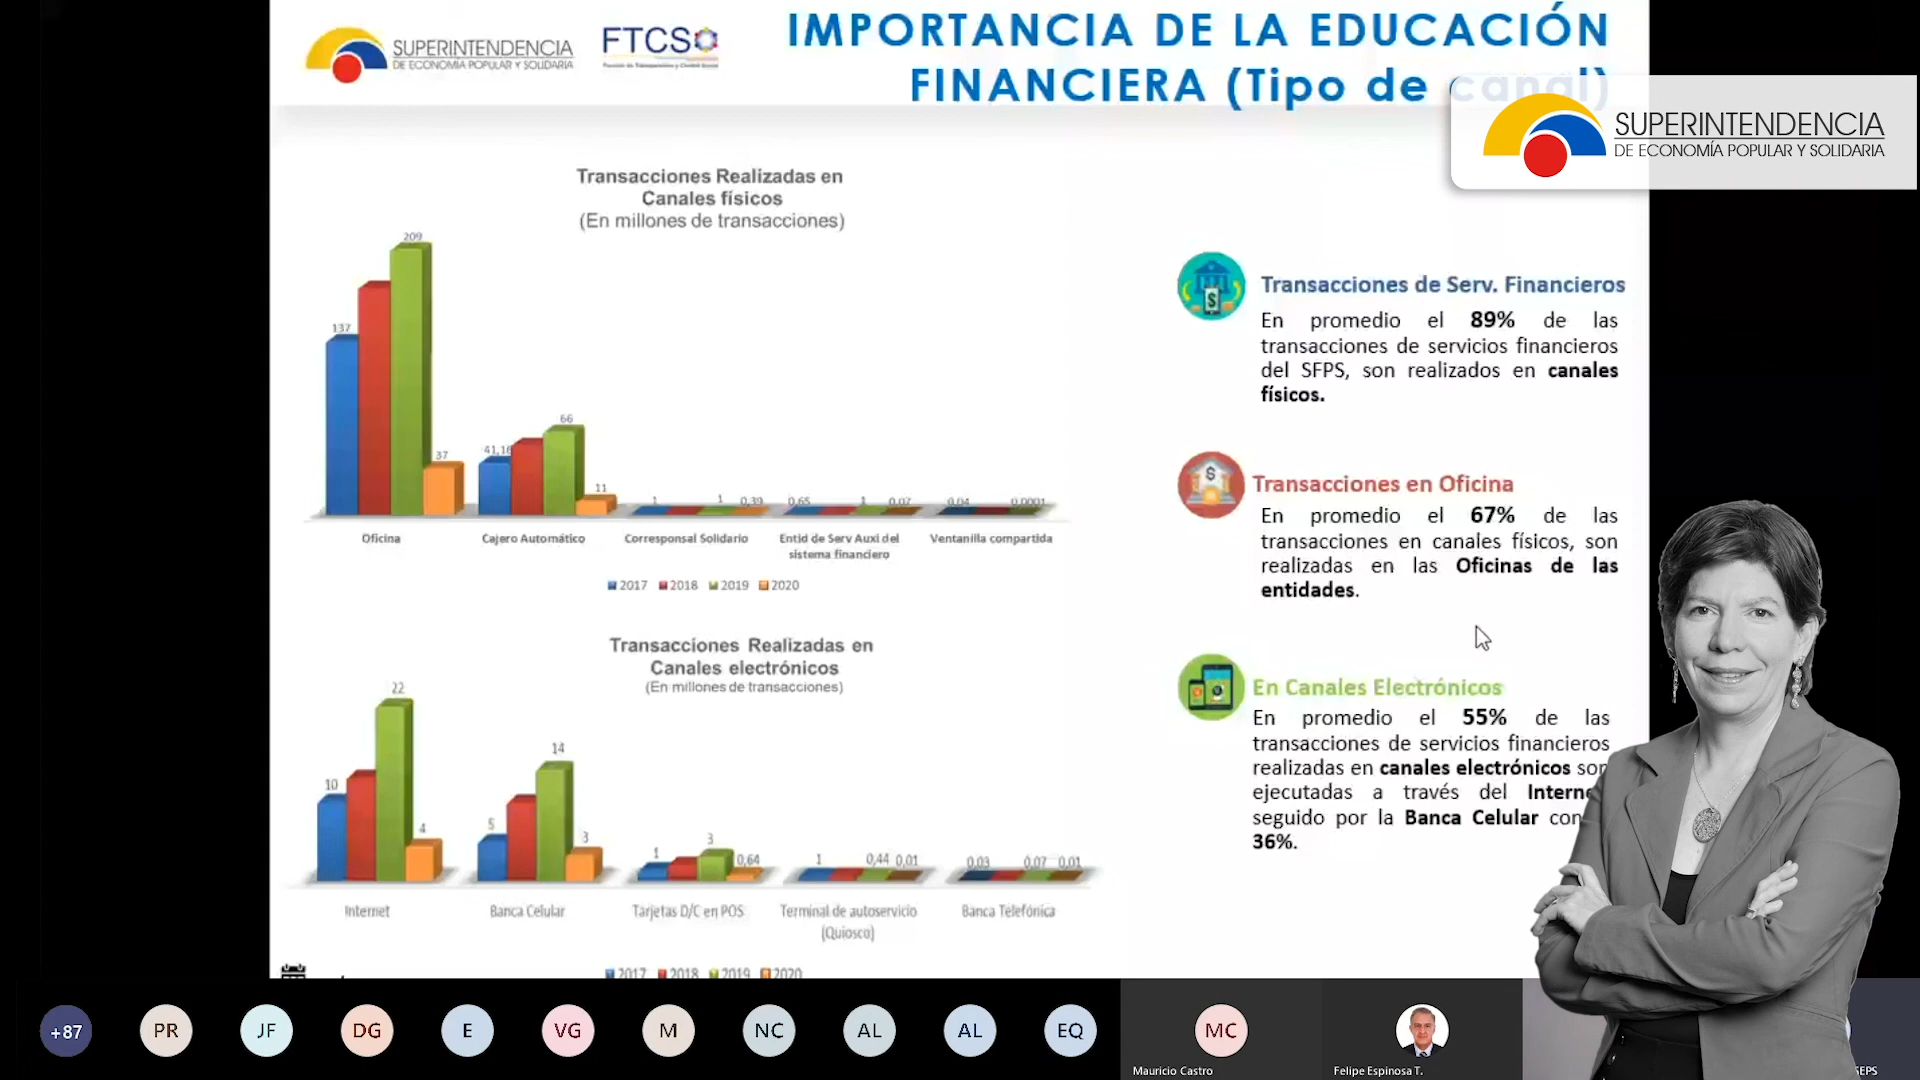 SUPERINTENDENCIA
DE ECONOMÍA POPULAR Y SOLIDARIA
FTCS
IMPORTANCIA DE LA EDUCACIÓN
FINANCIERA (Tipo de canal)
SUPERINTENDENCIA
DE ECONOMÍA POPULAR Y SOLIDARIA
Transacciones Realizadas en
Canales físicos
(En millones de transacciones)
209
137
66
37
41,18
11
1
1
0,39
0,65
1
0,07
0,04
0,0001
Oficina
Cajero Automático
Corresponsal Solidario
Entid de Serv Auxi del
sistema financiero
Ventanilla compartida
2017 2018 2019 2020
Transacciones Realizadas en
Canales electrónicos
(En millones de transacciones)
22
10
4
14
5
3
1
3
0,64
1
0,44
0,01
0,03
0,07
0,01
Internet
Banca Celular
Tarjetas D/C en POS
Terminal de autoservicio
(Quiosco)
Banca Telefónica
2017 2018 2019 2020
Transacciones de Serv. Financieros
En promedio el 89% de las
transacciones de servicios financieros
del SFPS, son realizados en canales
físicos.
Transacciones en Oficina
En promedio el 67% de las
transacciones en canales físicos, son
realizadas en las Oficinas de las
entidades.
En Canales Electrónicos
En promedio el 55% de las
transacciones de servicios financieros
realizadas en canales electrónicos son
ejecutadas a través del Interne
seguido por la Banca Celular con
36%.
+87
PR
JF
DG
E
VG
M
NC
AL
AL
EQ
MC
Mauricio Castro
Felipe Espinosa T.
SEPS